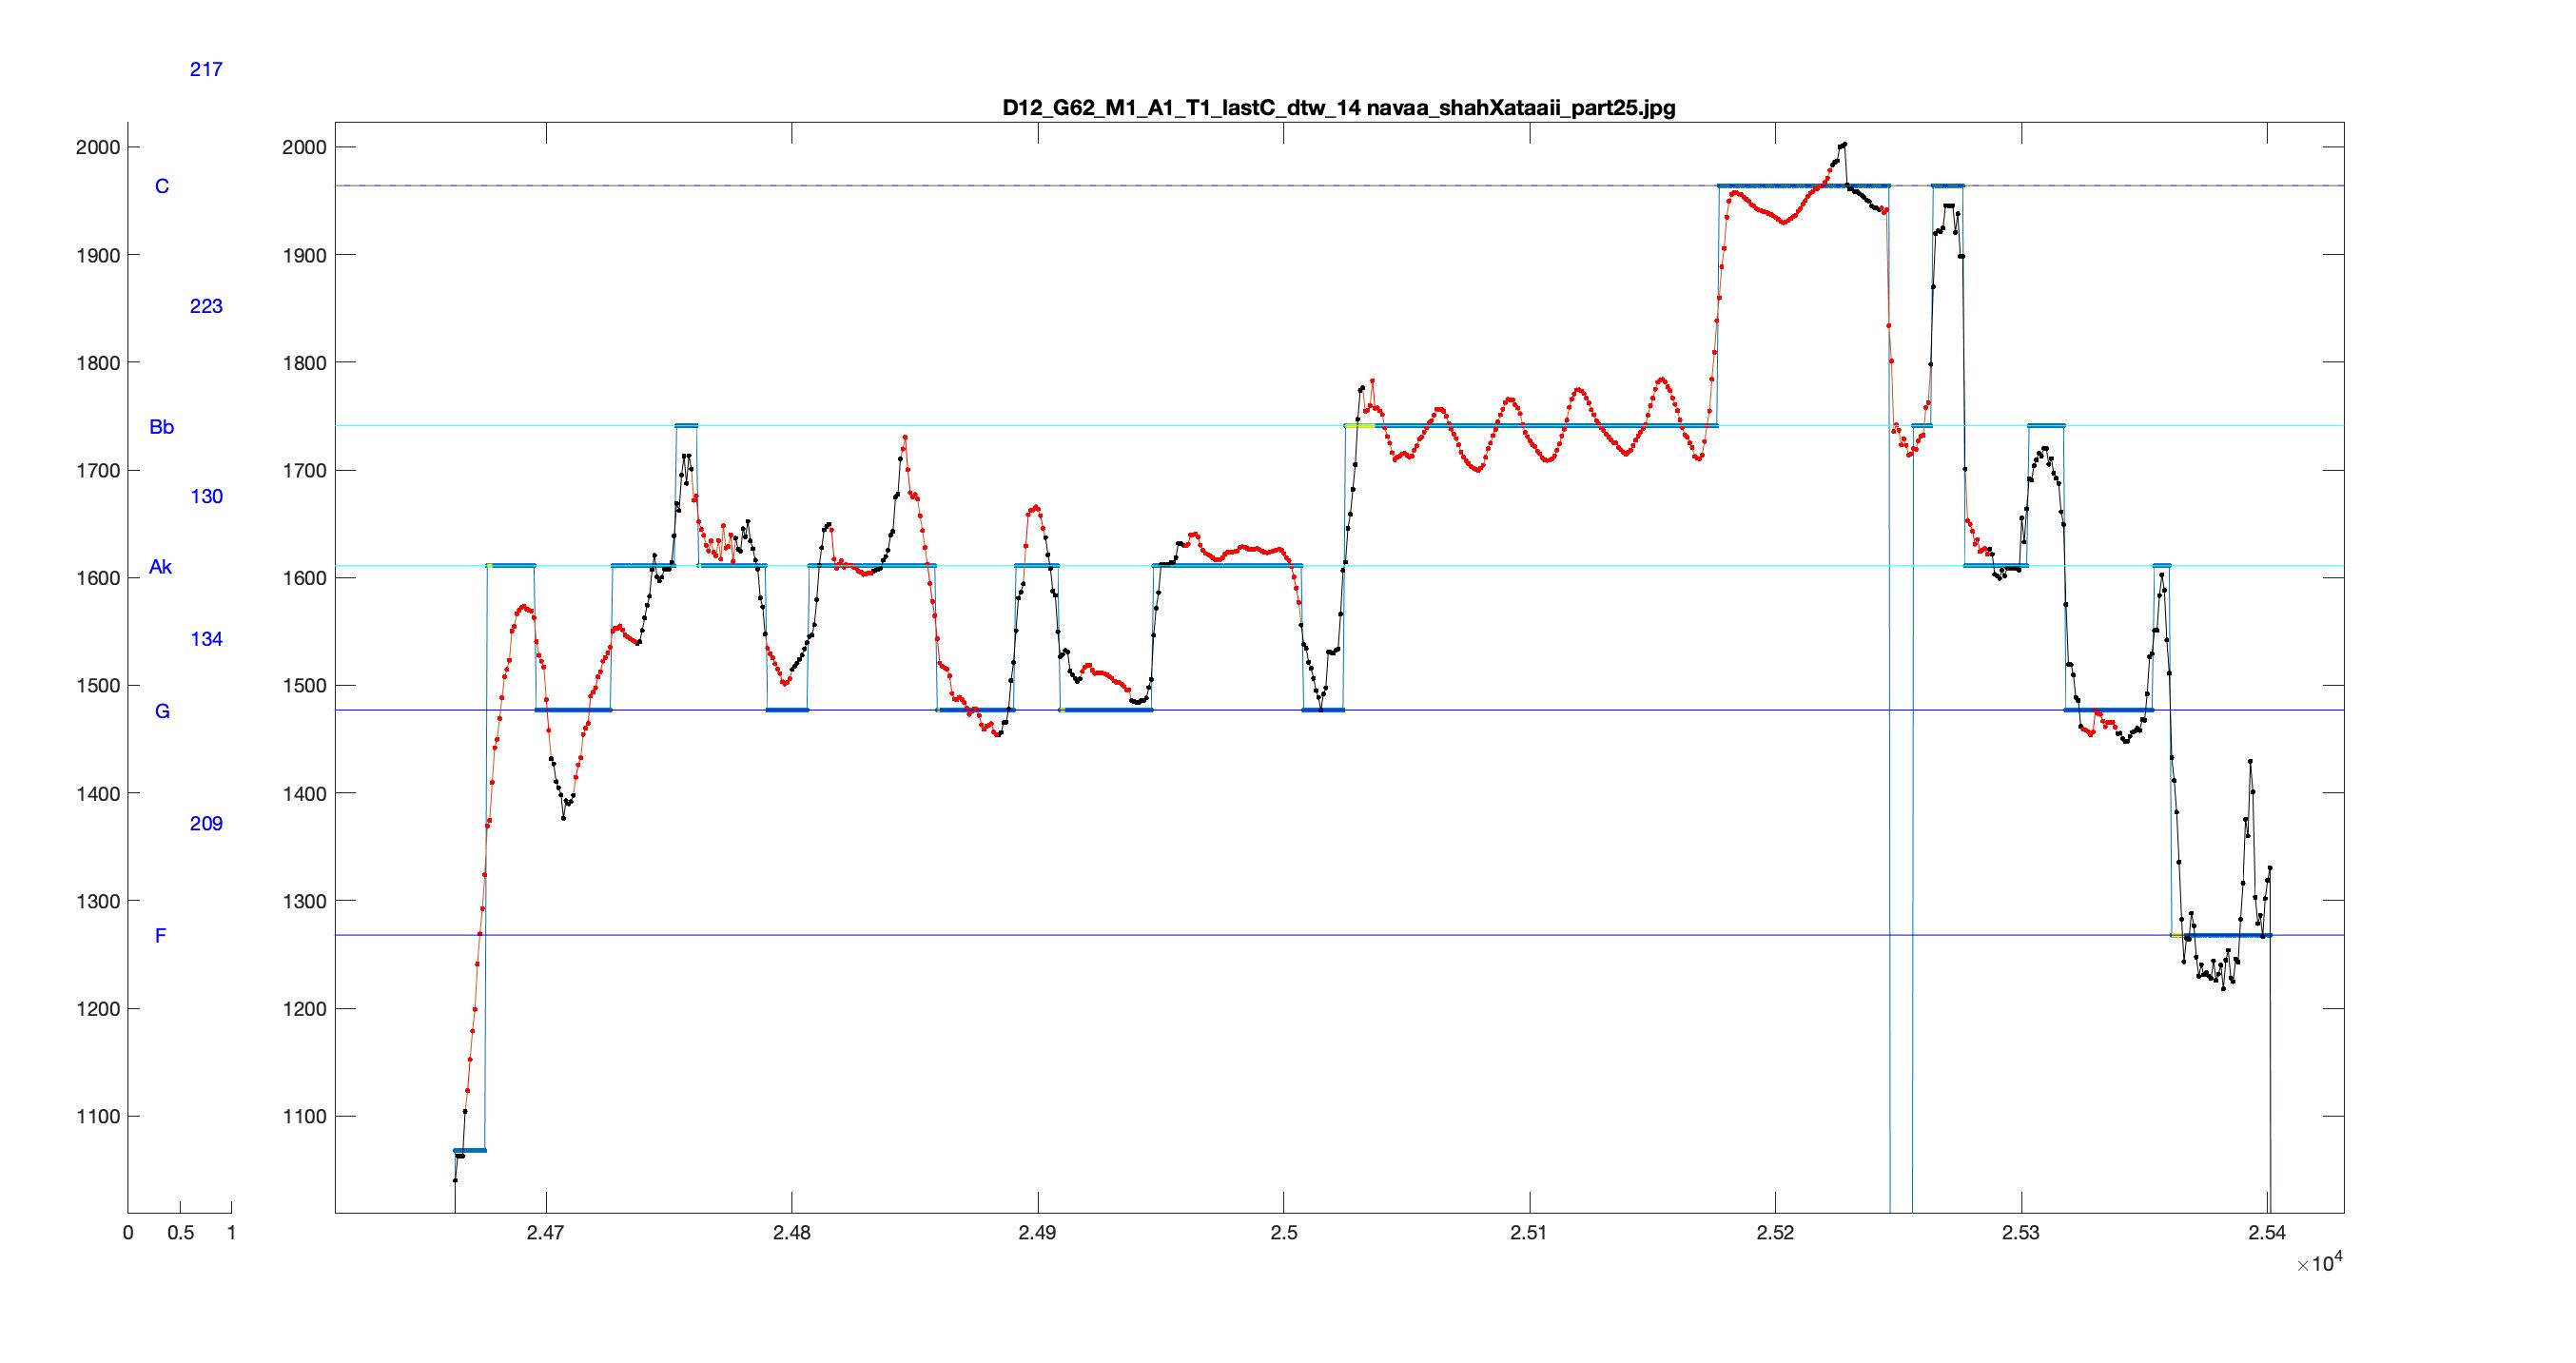 217
D12_G62_M1_A1_T1_lastC_dtw_14 navaa_shahXataaii_part25.jpg
2000 2000
C
1900 1900
223
1800 1800
Bb
1700 1700
130
1600 1600
Ak
134
1500 1500
G
1400 1400
209
1300 1300
F
1200 1200
1100 1100
0 0.5 1 2.47 2.48 2.49 2.5 2.51 2.52 2.53 2.54
×10⁴